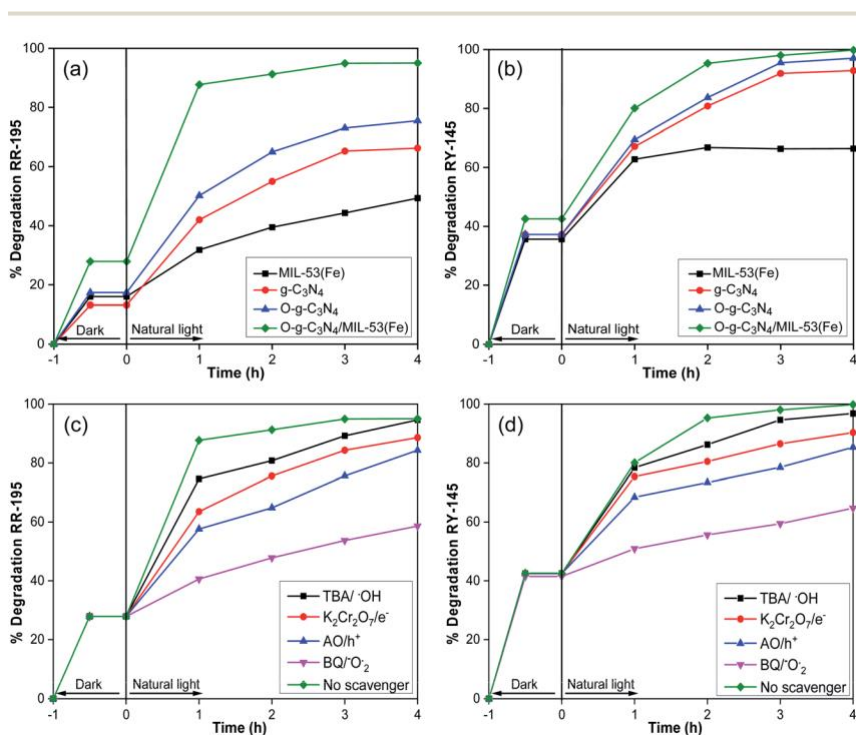 (a)
100
80
60
40
20
0
% Degradation RR-195
MIL-53(Fe)
g-C₃N₄
O-g-C₃N₄
O-g-C₃N₄/MIL-53(Fe)
Dark
Natural light
-1 0 1 2 3 4
Time (h)
(b)
100
80
60
40
20
0
% Degradation RY-145
MIL-53(Fe)
g-C₃N₄
O-g-C₃N₄
O-g-C₃N₄/MIL-53(Fe)
Dark
Natural light
-1 0 1 2 3 4
Time (h)
(c)
100
80
60
40
20
0
% Degradation RR-195
TBA/ ·OH
K₂Cr₂O₇/e⁻
AO/h⁺
BQ/⁻O·₂
No scavenger
Dark
Natural light
-1 0 1 2 3 4
Time (h)
(d)
100
80
60
40
20
0
% Degradation RY-145
TBA/ ·OH
K₂Cr₂O₇/e⁻
AO/h⁺
BQ/⁻O·₂
No scavenger
Dark
Natural light
-1 0 1 2 3 4
Time (h)